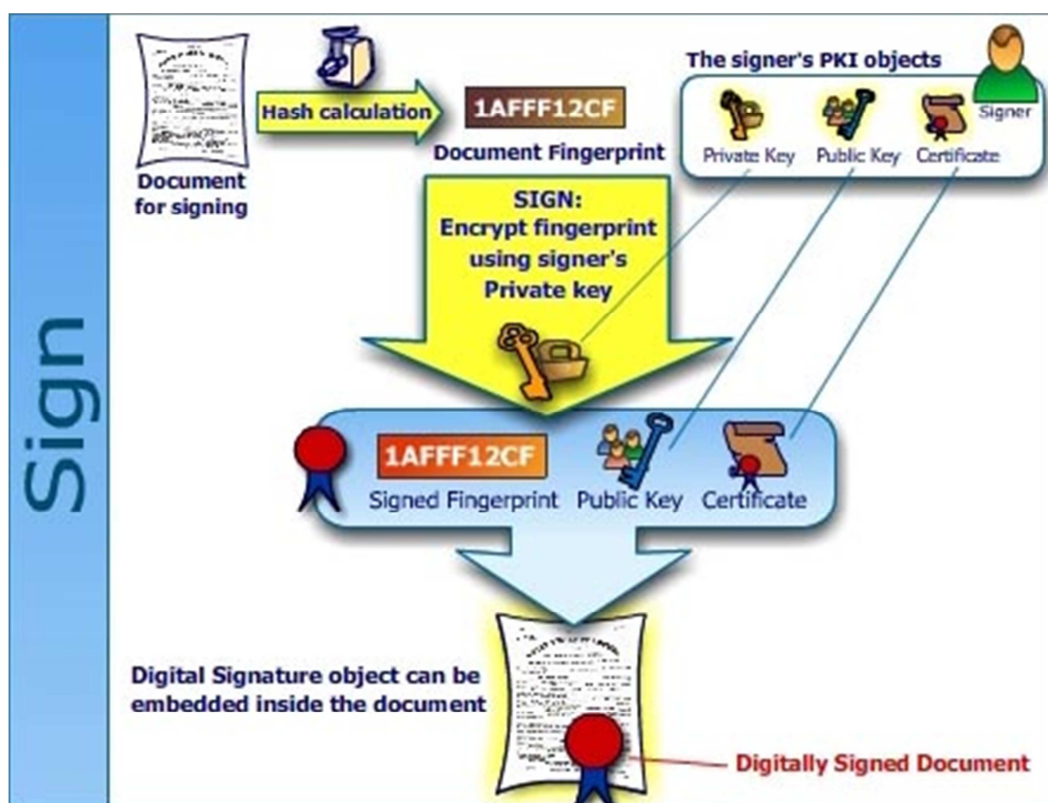 Sign
Hash calculation
1AFFF12CF
The signer's PKI objects
Signer
Private Key
Public Key
Certificate
Document
for signing
Document Fingerprint
SIGN:
Encrypt fingerprint
using signer's
Private key
1AFFF12CF
Signed Fingerprint
Public Key
Certificate
Digital Signature object can be
embedded inside the document
Digitally Signed Document